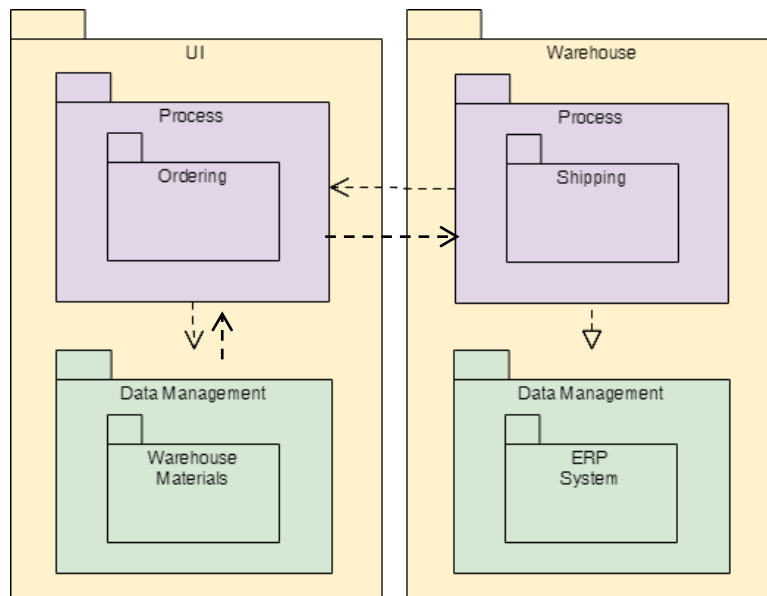 UI
Process
Ordering
Data Management
Warehouse
Materials
Warehouse
Process
Shipping
Data Management
ERP
System